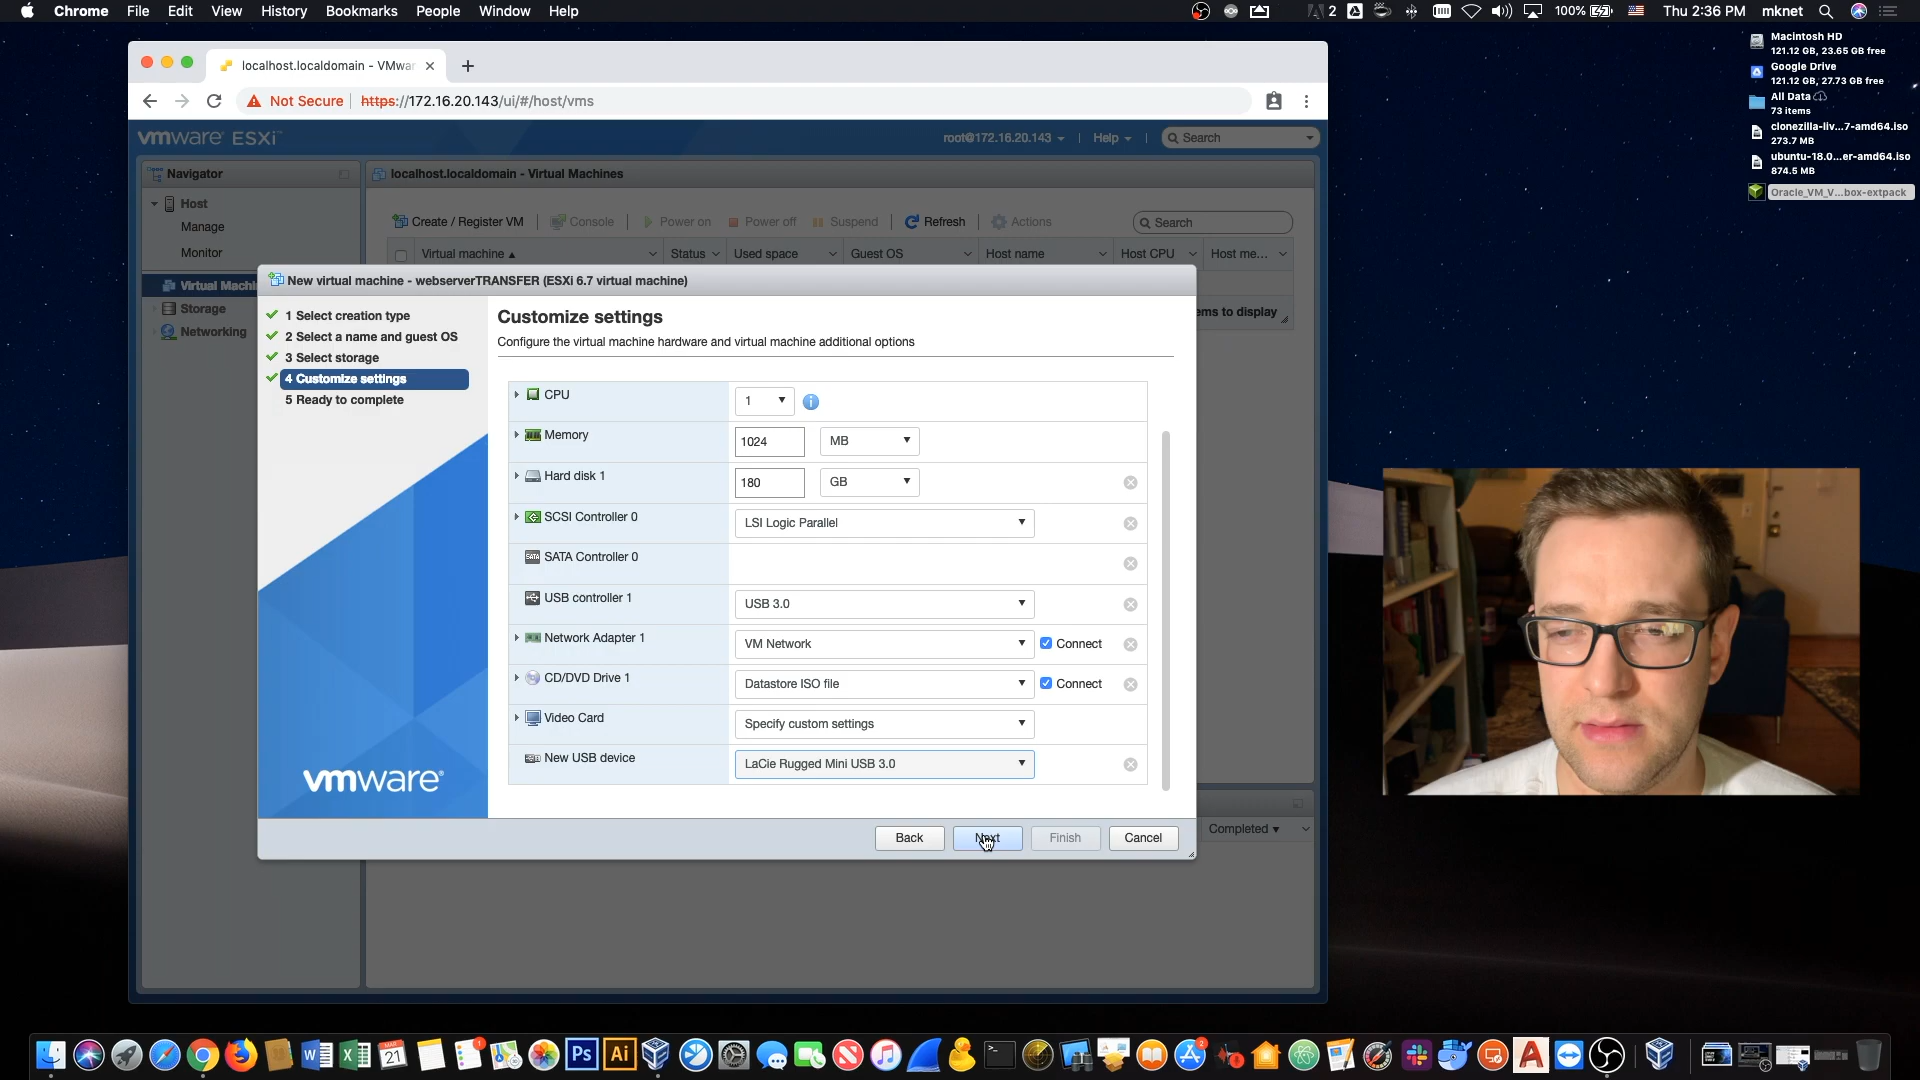 Chrome File Edit View History Bookmarks People Window Help
2 100% Thu 2:36 PM mknet
Macintosh HD
121.12 GB, 23.65 GB free
Google Drive
121.12 GB, 27.73 GB free
All Data
73 items
clonezilla-liv...7-amd64.iso
273.7 MB
ubuntu-18.0...er-amd64.iso
874.5 MB
Oracle_VM_V...box-extpack
localhost.localdomain - VMwar
Not Secure https://172.16.20.143/ui/#/host/vms
vmware ESXi™
root@172.16.20.143 Help Search
Navigator
Host
Manage
Monitor
Virtual Machi
Storage
Networking
localhost.localdomain - Virtual Machines
Create / Register VM Console Power on Power off Suspend Refresh Actions Search
Virtual machine Status Used space Guest OS Host name Host CPU Host me...
ems to display
New virtual machine - webserverTRANSFER (ESXi 6.7 virtual machine)
1 Select creation type
2 Select a name and guest OS
3 Select storage
4 Customize settings
5 Ready to complete
vmware®
Customize settings
Configure the virtual machine hardware and virtual machine additional options
CPU 1 i
Memory 1024 MB
Hard disk 1 180 GB
SCSI Controller 0 LSI Logic Parallel
SATA SATA Controller 0
USB controller 1 USB 3.0
Network Adapter 1 VM Network Connect
CD/DVD Drive 1 Datastore ISO file Connect
Video Card Specify custom settings
New USB device LaCie Rugged Mini USB 3.0
Back Next Finish Cancel
Completed
W X MAR 21 1 Ps Ai 2 A